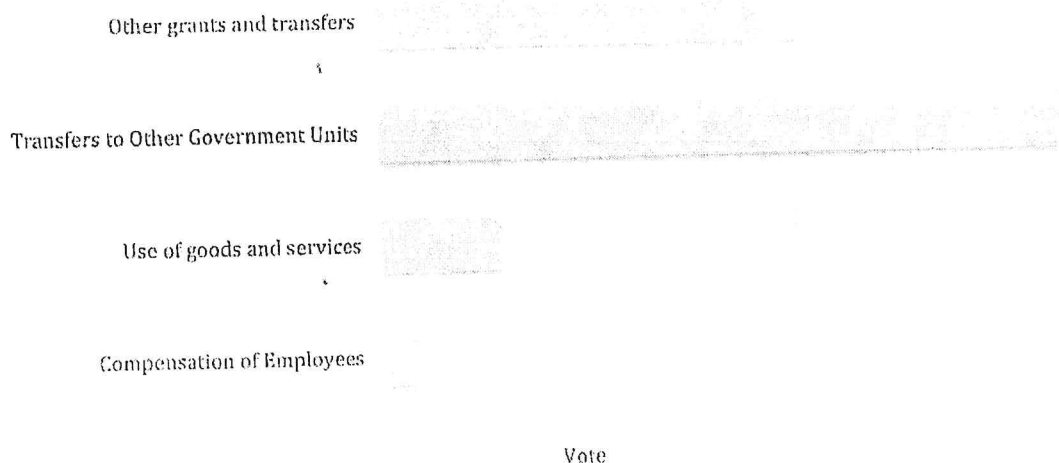 Other grants and transfers
Transfers to Other Government Units
Use of goods and services
Compensation of Employees
Vote